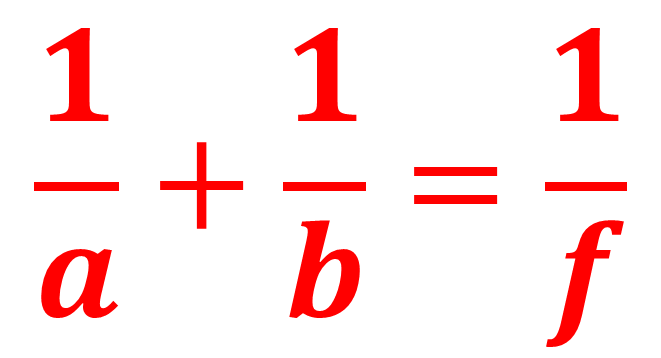 1/a + 1/b = 1/f